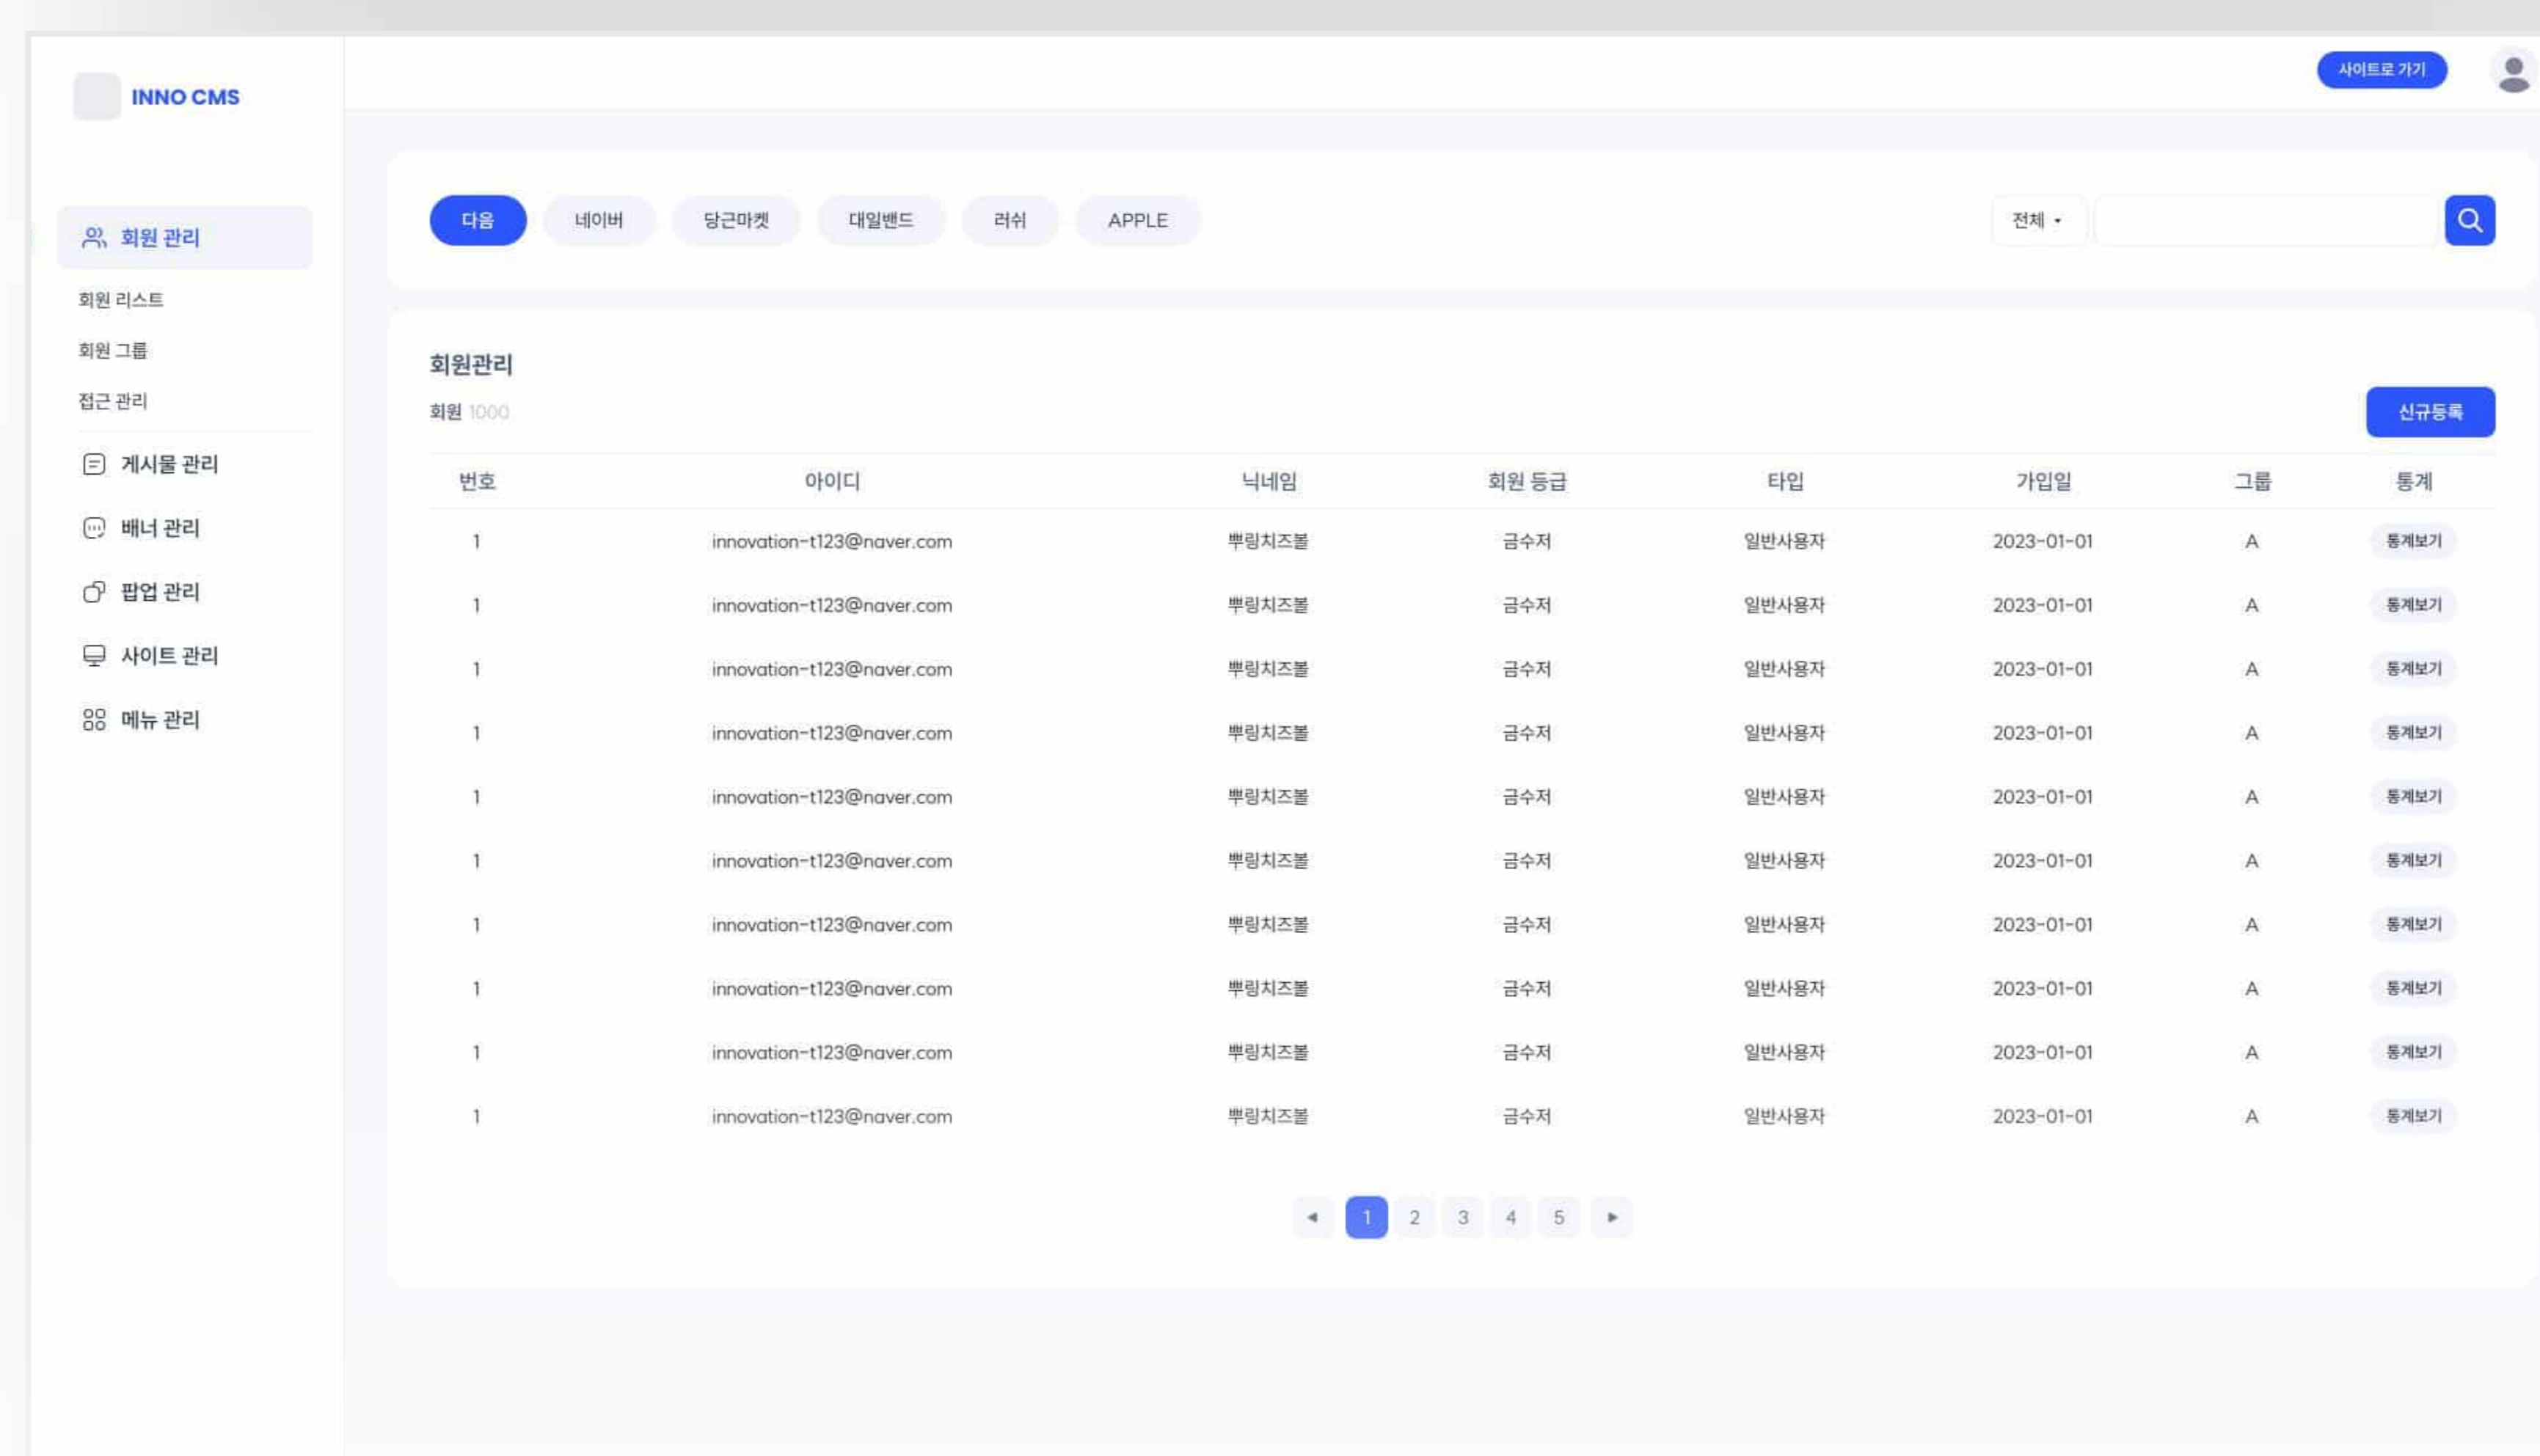 INNO CMS
사이트로 가기
회원 관리
회원 리스트
회원 그룹
접근 관리
게시물 관리
배너 관리
팝업 관리
사이트 관리
메뉴 관리
다음 네이버 당근마켓 대일밴드 러쉬 APPLE 전체
회원관리
회원 1000 신규등록
번호 아이디 닉네임 회원 등급 타입 가입일 그룹 통계
1 innovation-t123@naver.com 뿌링치즈볼 금수저 일반사용자 2023-01-01 A 통계보기
1 innovation-t123@naver.com 뿌링치즈볼 금수저 일반사용자 2023-01-01 A 통계보기
1 innovation-t123@naver.com 뿌링치즈볼 금수저 일반사용자 2023-01-01 A 통계보기
1 innovation-t123@naver.com 뿌링치즈볼 금수저 일반사용자 2023-01-01 A 통계보기
1 innovation-t123@naver.com 뿌링치즈볼 금수저 일반사용자 2023-01-01 A 통계보기
1 innovation-t123@naver.com 뿌링치즈볼 금수저 일반사용자 2023-01-01 A 통계보기
1 innovation-t123@naver.com 뿌링치즈볼 금수저 일반사용자 2023-01-01 A 통계보기
1 innovation-t123@naver.com 뿌링치즈볼 금수저 일반사용자 2023-01-01 A 통계보기
1 innovation-t123@naver.com 뿌링치즈볼 금수저 일반사용자 2023-01-01 A 통계보기
1 innovation-t123@naver.com 뿌링치즈볼 금수저 일반사용자 2023-01-01 A 통계보기
1 2 3 4 5